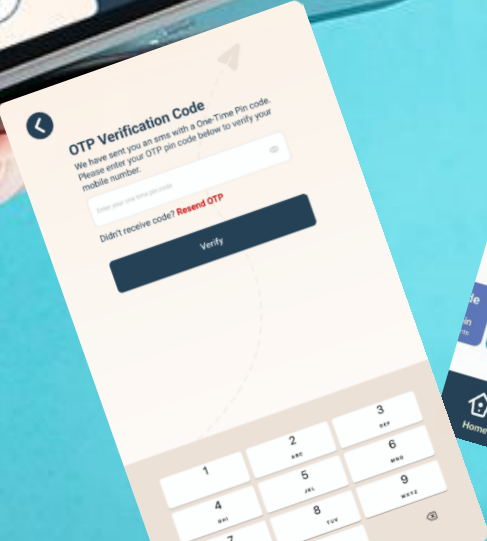 OTP Verification Code
We have sent you an sms with a One-Time Pin code.
Please enter your OTP pin code below to verify your
mobile number.
Enter your one time pin code
Didn't receive code? Resend OTP
Verify
1
2
ABC
3
DEF
4
GHI
5
JKL
6
MNO
7
8
TUV
9
WXYZ
de
in
Home